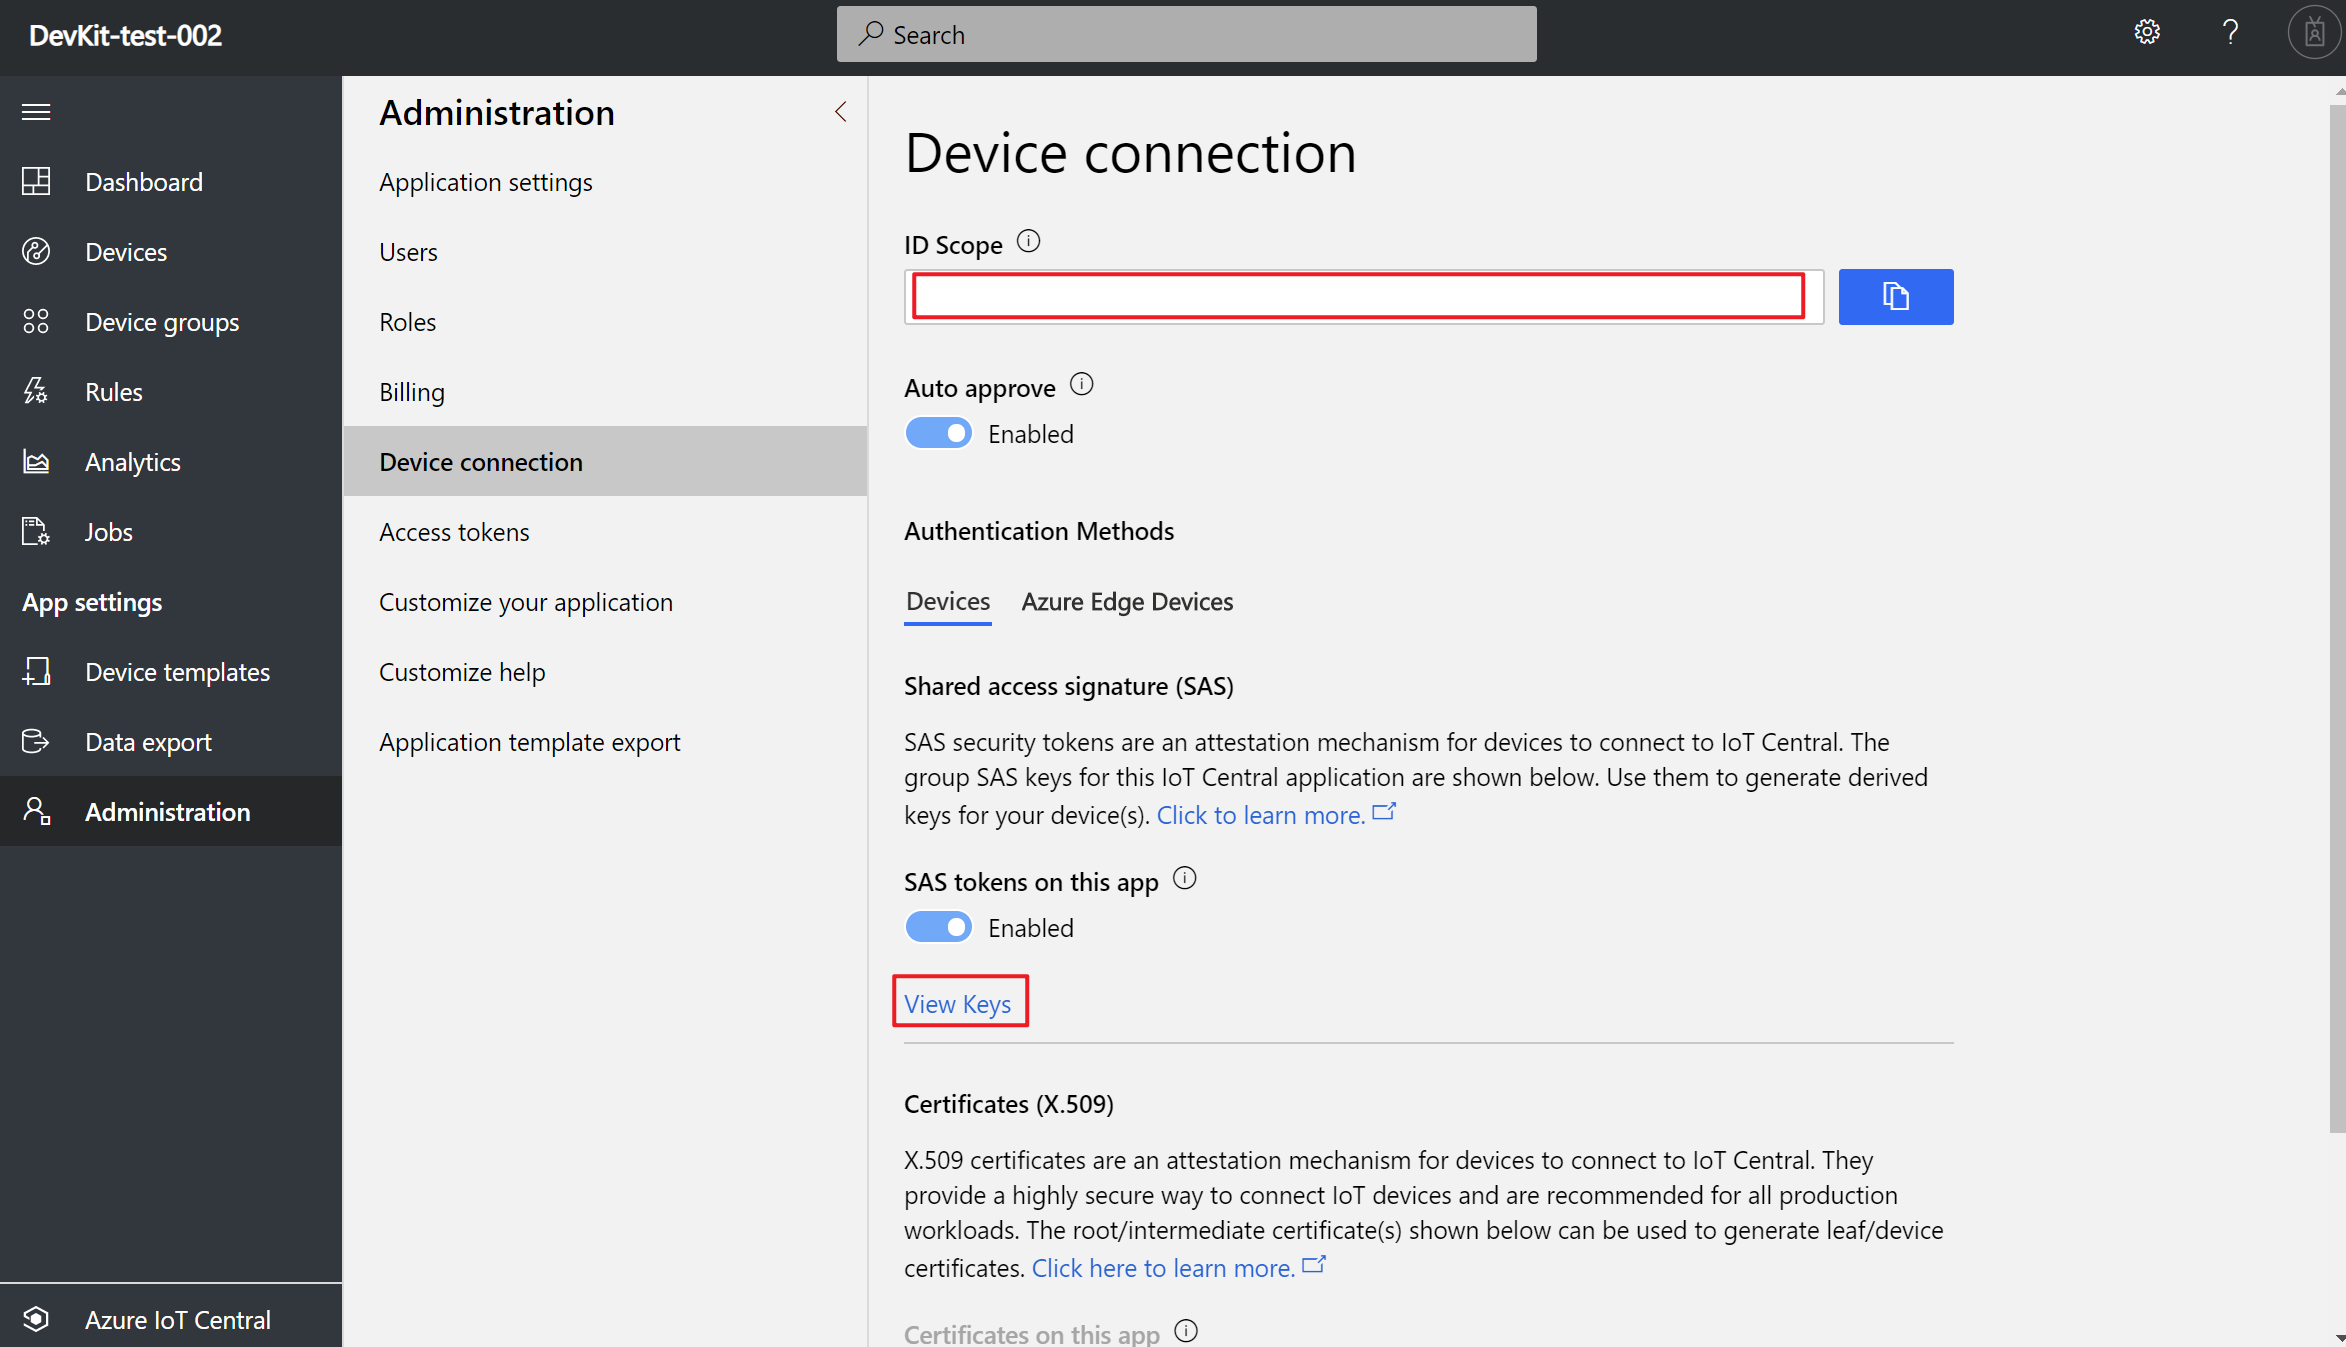 DevKit-test-002
Search
?
Dashboard
Devices
Device groups
Rules
Analytics
Jobs
App settings
Device templates
Data export
Administration
Azure IoT Central
Administration
Application settings
Users
Roles
Billing
Device connection
Access tokens
Customize your application
Customize help
Application template export
Device connection
ID Scope
Auto approve
Enabled
Authentication Methods
Devices Azure Edge Devices
Shared access signature (SAS)
SAS security tokens are an attestation mechanism for devices to connect to IoT Central. The
group SAS keys for this IoT Central application are shown below. Use them to generate derived
keys for your device(s). Click to learn more.
SAS tokens on this app
Enabled
View Keys
Certificates (X.509)
X.509 certificates are an attestation mechanism for devices to connect to IoT Central. They
provide a highly secure way to connect IoT devices and are recommended for all production
workloads. The root/intermediate certificate(s) shown below can be used to generate leaf/device
certificates. Click here to learn more.
Certificates on this app